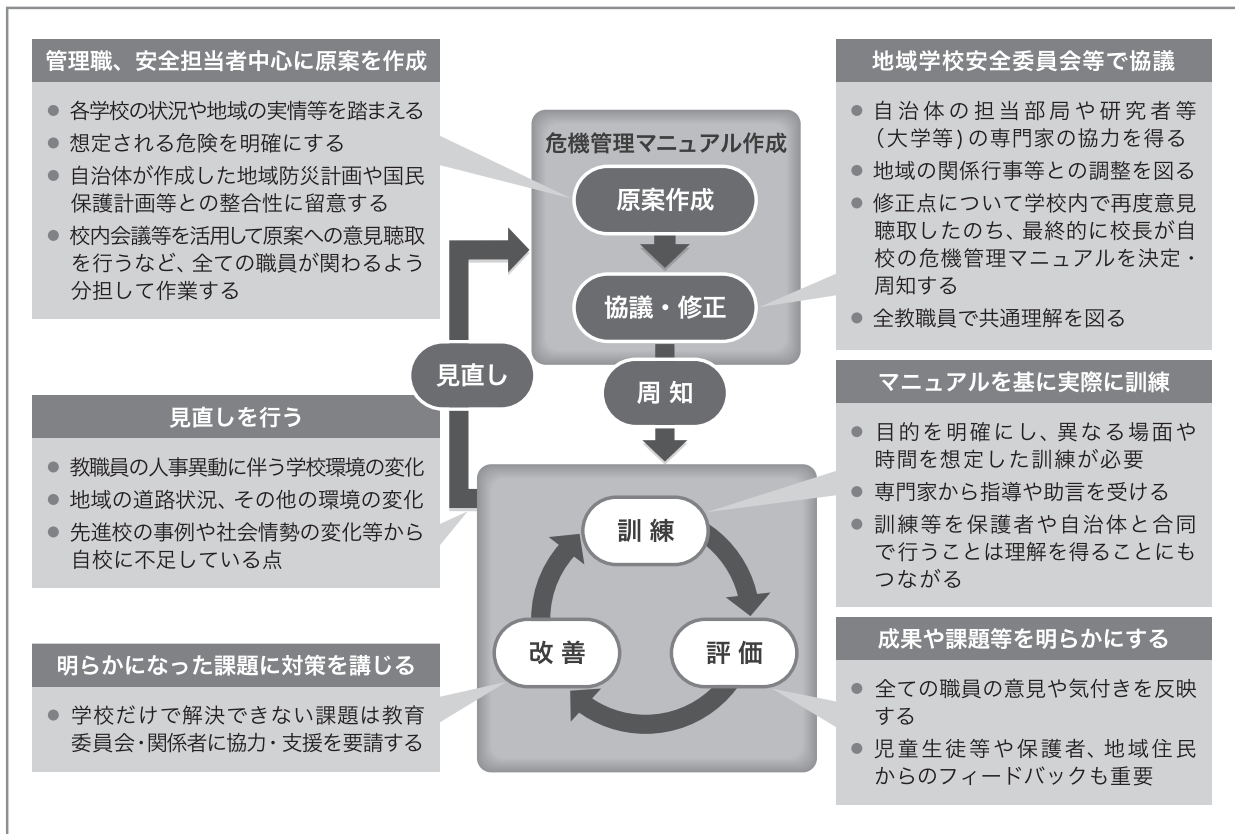 管理職、安全担当者中心に原案を作成
● 各学校の状況や地域の実情等を踏まえる
● 想定される危険を明確にする
● 自治体が作成した地域防災計画や国民
保護計画等との整合性に留意する
● 校内会議等を活用して原案への意見聴取
を行うなど、全ての職員が関わるよう
分担して作業する
危機管理マニュアル作成
原案作成
協議・修正
周知
見直し
地域学校安全委員会等で協議
● 自治体の担当部局や研究者等
(大学等)の専門家の協力を得る
● 地域の関係行事等との調整を図る
● 修正点について学校内で再度意見
聴取したのち、最終的に校長が自
校の危機管理マニュアルを決定・
周知する
● 全教職員で共通理解を図る
マニュアルを基に実際に訓練
● 目的を明確にし、異なる場面や
時間を想定した訓練が必要
● 専門家から指導や助言を受ける
● 訓練等を保護者や自治体と合同
で行うことは理解を得ることにも
つながる
見直しを行う
● 教職員の人事異動に伴う学校環境の変化
● 地域の道路状況、その他の環境の変化
● 先進校の事例や社会情勢の変化等から
自校に不足している点
訓練
評価
改善
成果や課題等を明らかにする
● 全ての職員の意見や気付きを反映
する
● 児童生徒等や保護者、地域住民
からのフィードバックも重要
明らかになった課題に対策を講じる
● 学校だけで解決できない課題は教育
委員会・関係者に協力・支援を要請する